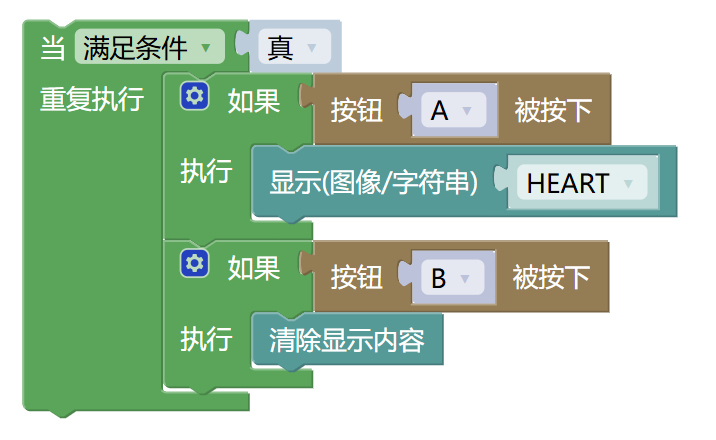 当 满足条件 真
重复执行 如果 按钮 A 被按下
执行 显示(图像/字符串) HEART
如果 按钮 B 被按下
执行 清除显示内容